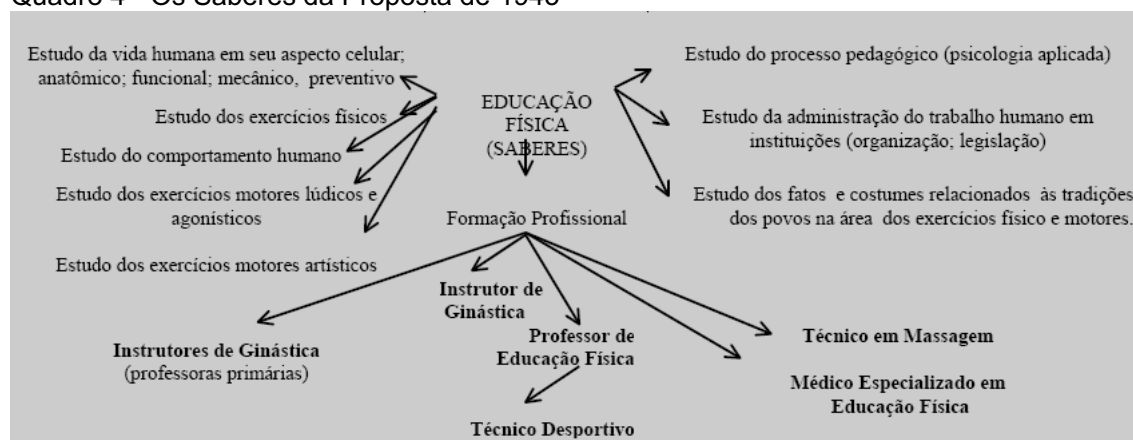 Quadro 4 - Os Saberes da Proposta de 1945
Estudo da vida humana em seu aspecto celular;
anatômico; funcional; mecânico, preventivo
Estudo dos exercícios físicos
Estudo do comportamento humano
Estudo dos exercícios motores lúdicos e
agonísticos
Estudo dos exercícios motores artísticos
EDUCAÇÃO
FÍSICA
(SABERES)
Estudo do processo pedagógico (psicologia aplicada)
Estudo da administração do trabalho humano em
instituições (organização; legislação)
Estudo dos fatos e costumes relacionados às tradições
dos povos na área dos exercícios físico e motores.
Formação Profissional
Instrutores de Ginástica
(professoras primárias)
Instrutor de
Ginástica
Professor de
Educação Física
Técnico Desportivo
Técnico em Massagem
Médico Especializado em
Educação Física